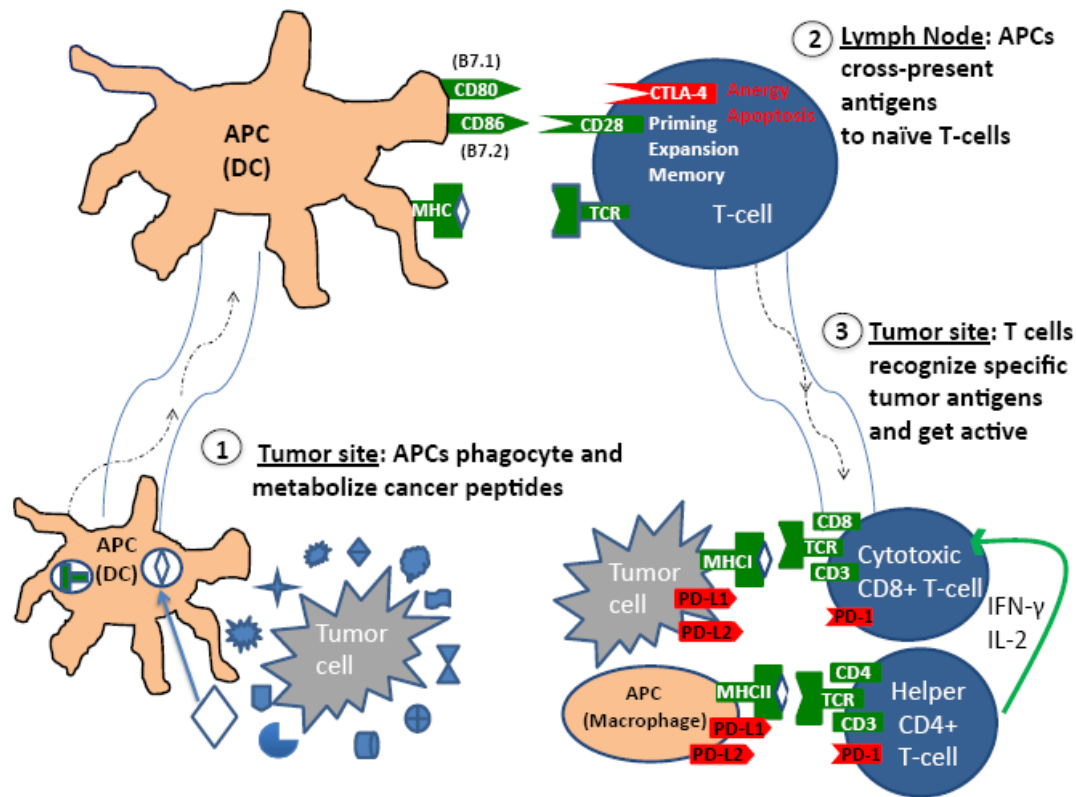 2 Lymph Node: APCs
cross-present
antigens
to naïve T-cells
(B7.1)
CD80
CD86
(B7.2)
APC
(DC)
MHC
CTLA-4
Anergy
Apoptosis
CD28
Priming
Expansion
Memory
TCR
T-cell
3 Tumor site: T cells
recognize specific
tumor antigens
and get active
1 Tumor site: APCs phagocyte and
metabolize cancer peptides
APC
(DC)
Tumor
cell
Tumor
cell
MHCI
PD-L1
PD-L2
CD8
TCR
CD3
PD-1
Cytotoxic
CD8+ T-cell
IFN-γ
IL-2
APC
(Macrophage)
MHCII
PD-L1
PD-L2
CD4
TCR
CD3
PD-1
Helper
CD4+
T-cell